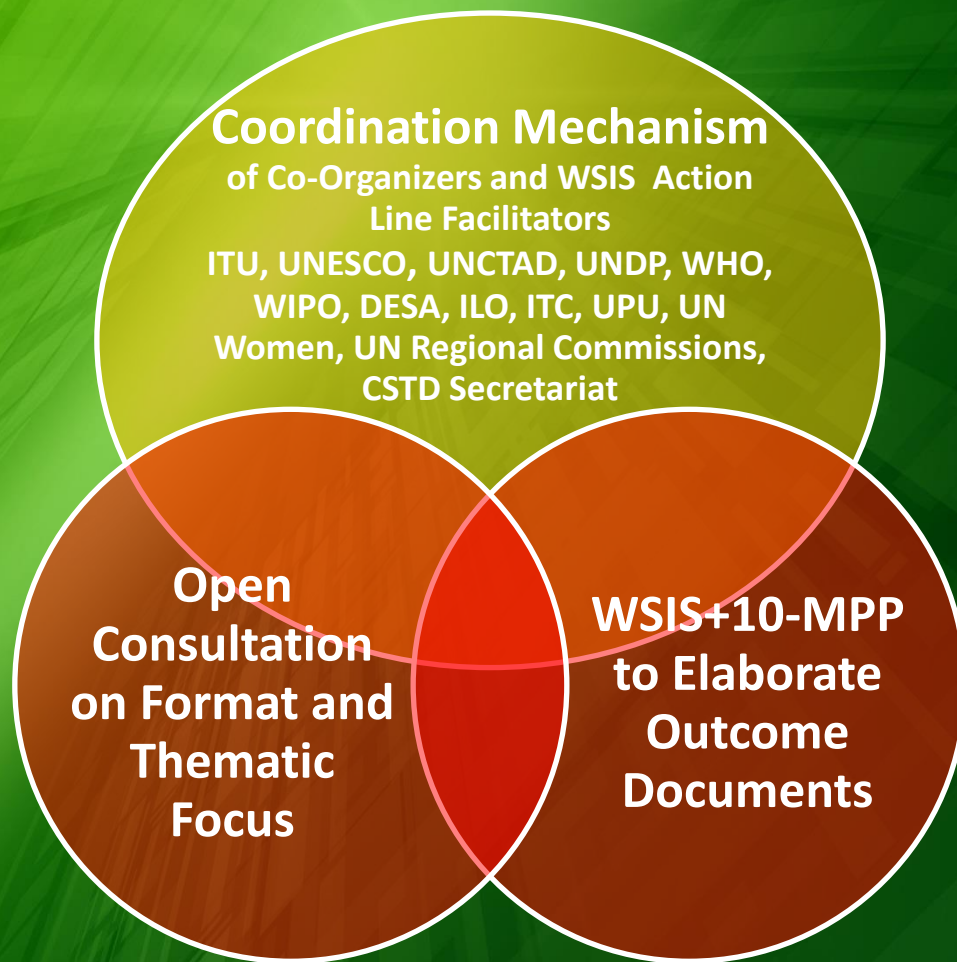 Coordination Mechanism
of Co-Organizers and WSIS  Action
Line Facilitators
ITU, UNESCO, UNCTAD, UNDP, WHO,
WIPO, DESA, ILO, ITC, UPU, UN
Women, UN Regional Commissions,
CSTD Secretariat
Open
Consultation
on Format and
Thematic
Focus
WSIS+10-MPP
to Elaborate
Outcome
Documents